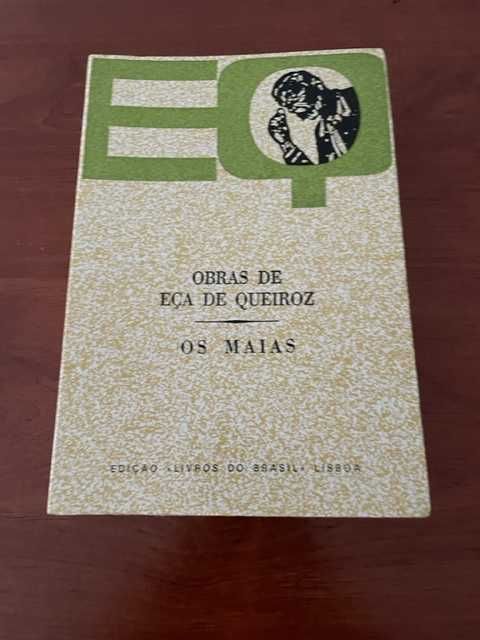 EQ
OBRAS DE
EÇA DE QUEIROZ
OS MAIAS
EDIÇÃO «LIVROS DO BRASIL» LISBOA